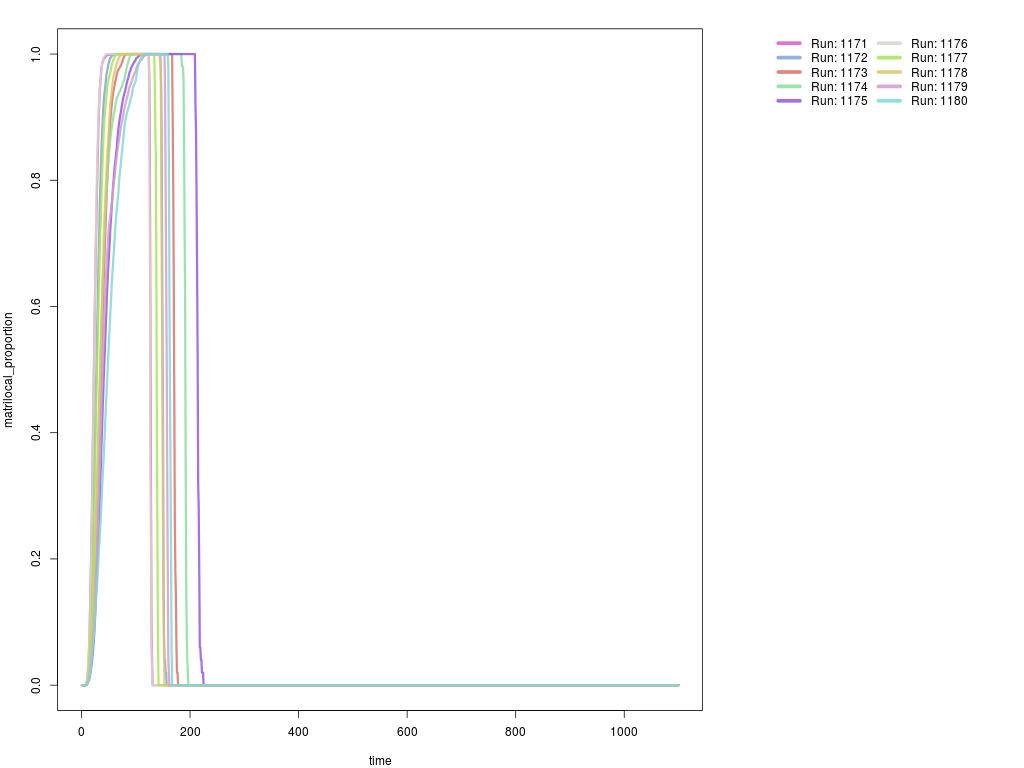 1.0
0.8
0.6
0.4
0.2
0.0
matrilocal_proportion
0
200
400
600
800
1000
time
Run: 1171
Run: 1172
Run: 1173
Run: 1174
Run: 1175
Run: 1176
Run: 1177
Run: 1178
Run: 1179
Run: 1180